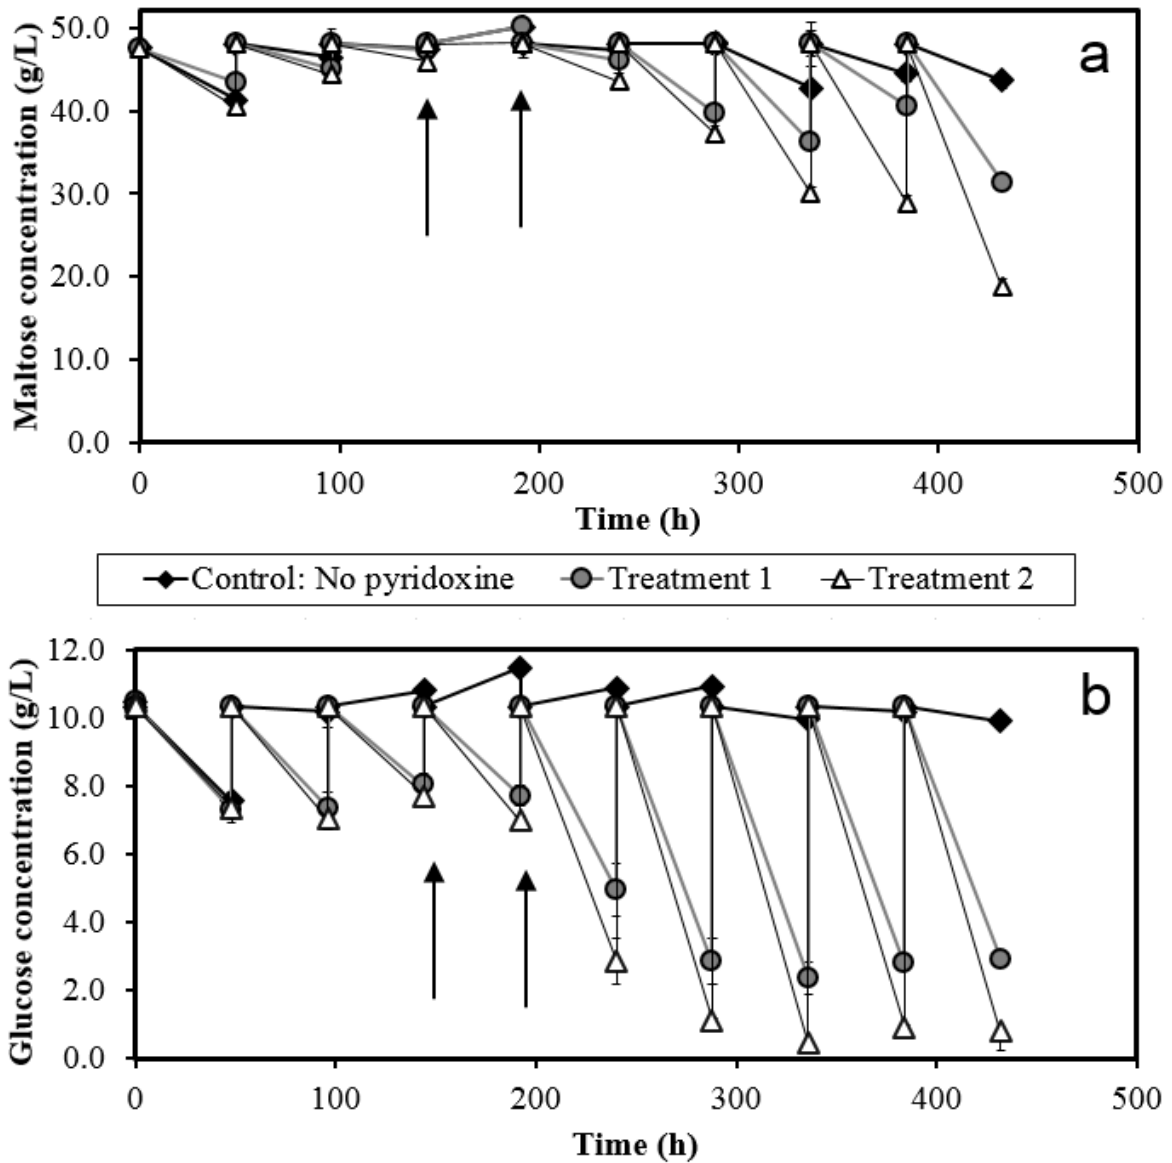 50.0
40.0
30.0
20.0
10.0
0.0
Maltose concentration (g/L)
a
0 100 200 300 400 500
Time (h)
Control: No pyridoxine Treatment 1 Treatment 2
12.0
10.0
8.0
6.0
4.0
2.0
0.0
Glucose concentration (g/L)
b
0 100 200 300 400 500
Time (h)